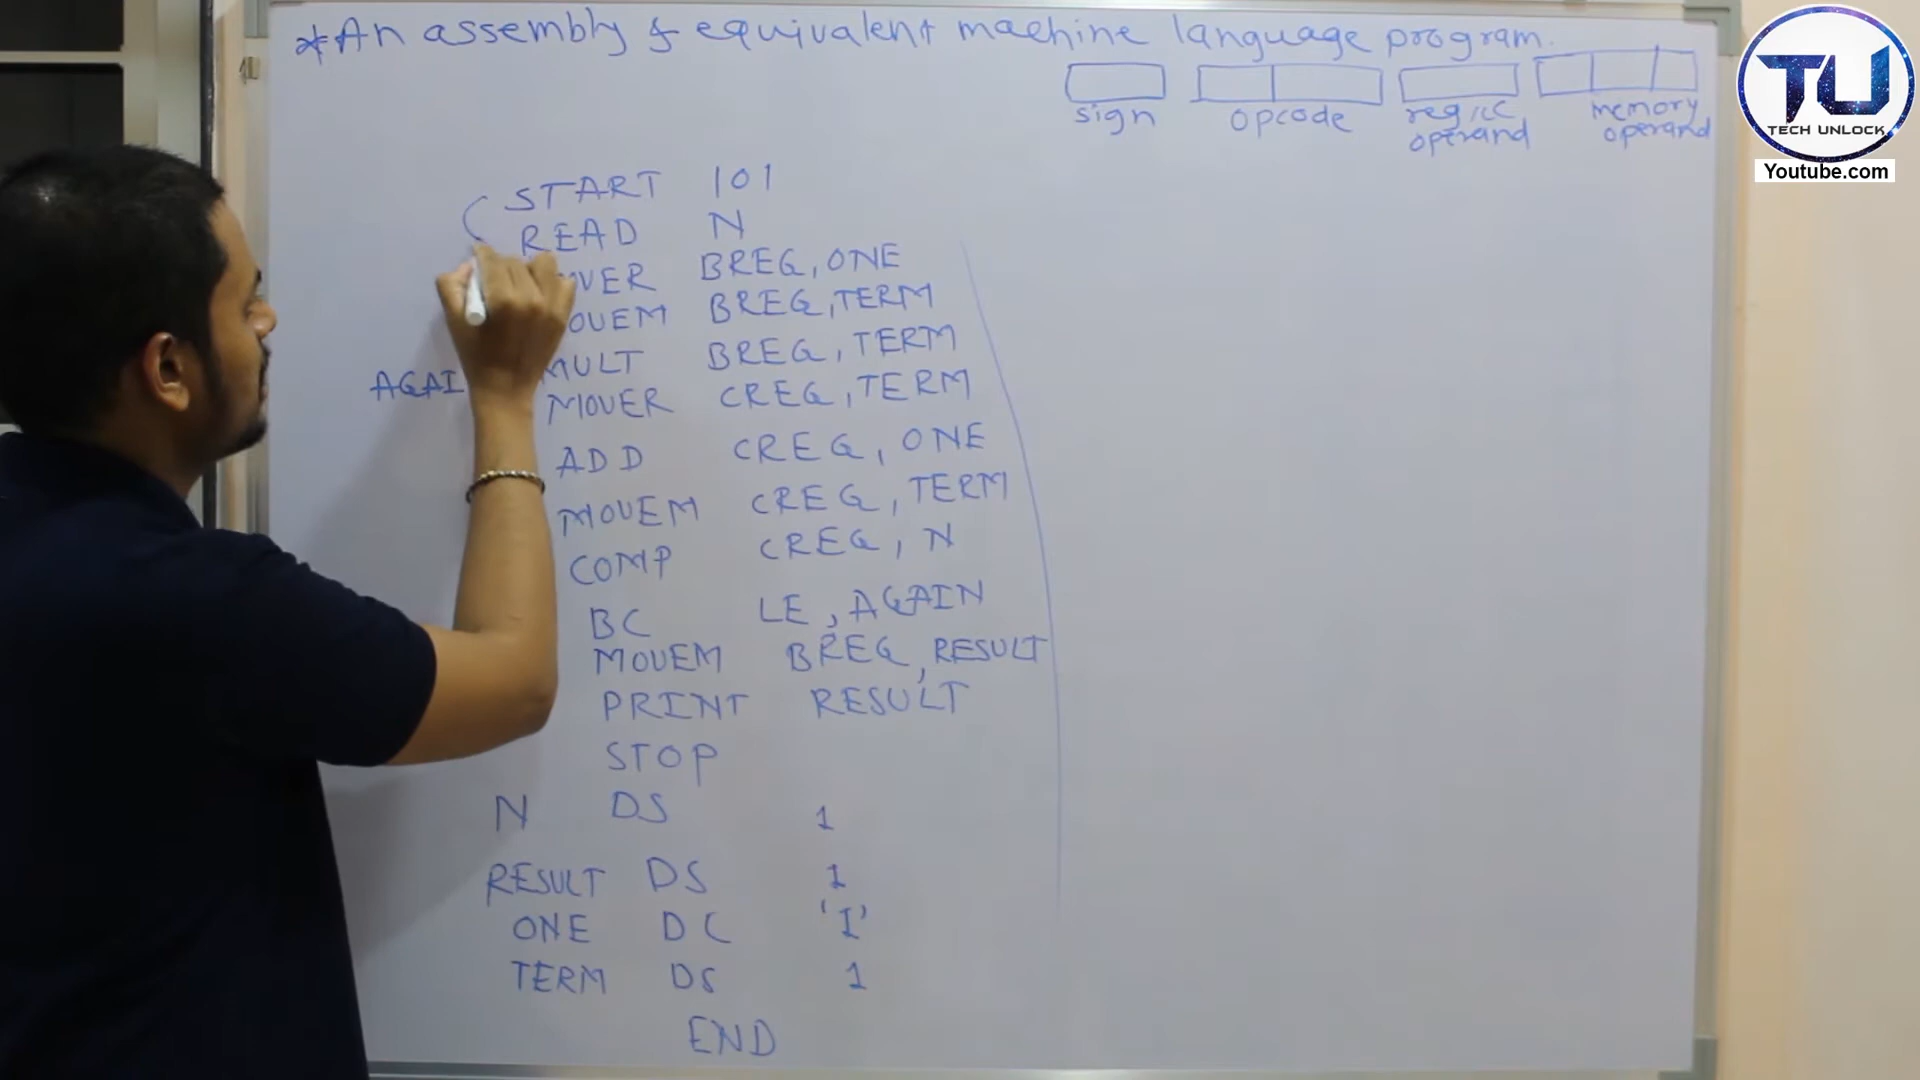 *An assembly & equivalent machine language program.
sign opcode reg/cc operand memory operand
TU
TECH UNLOCK
Youtube.com
START 101
READ N
BREG, ONE
BREG, TERM
MULT BREG, TERM
MOVER CREG, TERM
ADD CREG, ONE
MOVEM CREG, TERM
COMP CREG, N
BC LE, AGAIN
MOVEM BREG, RESULT
PRINT RESULT
STOP
N DS 1
RESULT DS 1
ONE DC '1'
TERM DS 1
END